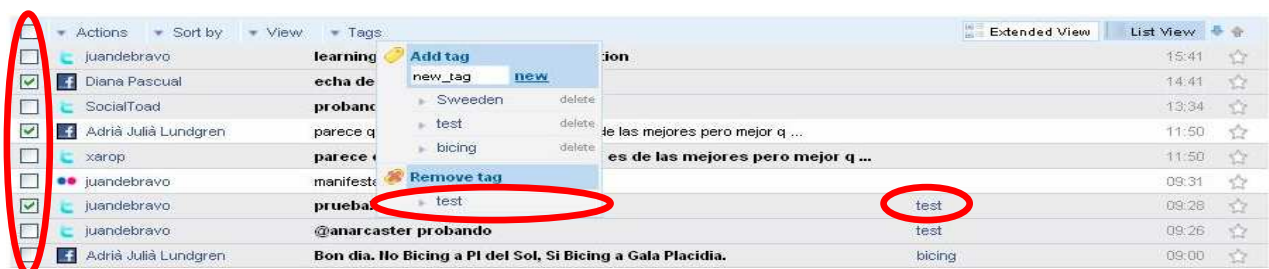 Actions Sort by View Tags Extended View List View
juandebravo learning Add tag tion 15:41
Diana Pascual echa de new_tag new 14:41
SocialToad proband Sweeden delete 13:34
Adrià Julià Lundgren parece q test delete de las mejores pero mejor q ... 11:50
xarop parece bicing delete es de las mejores pero mejor q ... 11:50
juandebravo manifesta Remove tag 09:31
juandebravo prueba. test test 09:28
juandebravo @anarcaster probando test 09:26
Adrià Julià Lundgren Bon dia. No Bicing a Pl del Sol, Si Bicing a Gala Placidia. bicing 09:00